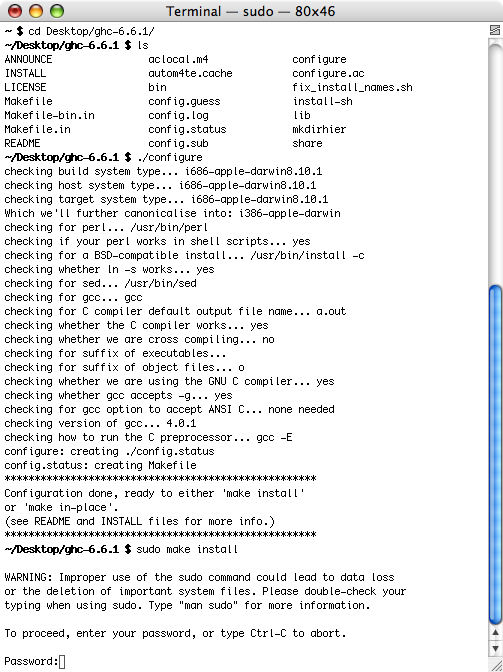 Terminal — sudo — 80x46
~ $ cd Desktop/ghc-6.6.1/
~/Desktop/ghc-6.6.1 $ ls
ANNOUNCE aclocal.m4 configure
INSTALL autom4te.cache configure.ac
LICENSE bin fix_install_names.sh
Makefile config.guess install-sh
Makefile-bin.in config.log lib
Makefile.in config.status mkdirhier
README config.sub share
~/Desktop/ghc-6.6.1 $ ./configure
checking build system type... i686-apple-darwin8.10.1
checking host system type... i686-apple-darwin8.10.1
checking target system type... i686-apple-darwin8.10.1
Which we'll further canonicalise into: i386-apple-darwin
checking for perl... /usr/bin/perl
checking if your perl works in shell scripts... yes
checking for a BSD-compatible install... /usr/bin/install -c
checking whether ln -s works... yes
checking for sed... /usr/bin/sed
checking for gcc... gcc
checking for C compiler default output file name... a.out
checking whether the C compiler works... yes
checking whether we are cross compiling... no
checking for suffix of executables...
checking for suffix of object files... o
checking whether we are using the GNU C compiler... yes
checking whether gcc accepts -g... yes
checking for gcc option to accept ANSI C... none needed
checking version of gcc... 4.0.1
checking how to run the C preprocessor... gcc -E
configure: creating ./config.status
config.status: creating Makefile
****************************************************
Configuration done, ready to either 'make install'
or 'make in-place'.
(see README and INSTALL files for more info.)
****************************************************
~/Desktop/ghc-6.6.1 $ sudo make install
WARNING: Improper use of the sudo command could lead to data loss
or the deletion of important system files. Please double-check your
typing when using sudo. Type "man sudo" for more information.
To proceed, enter your password, or type Ctrl-C to abort.
Password: